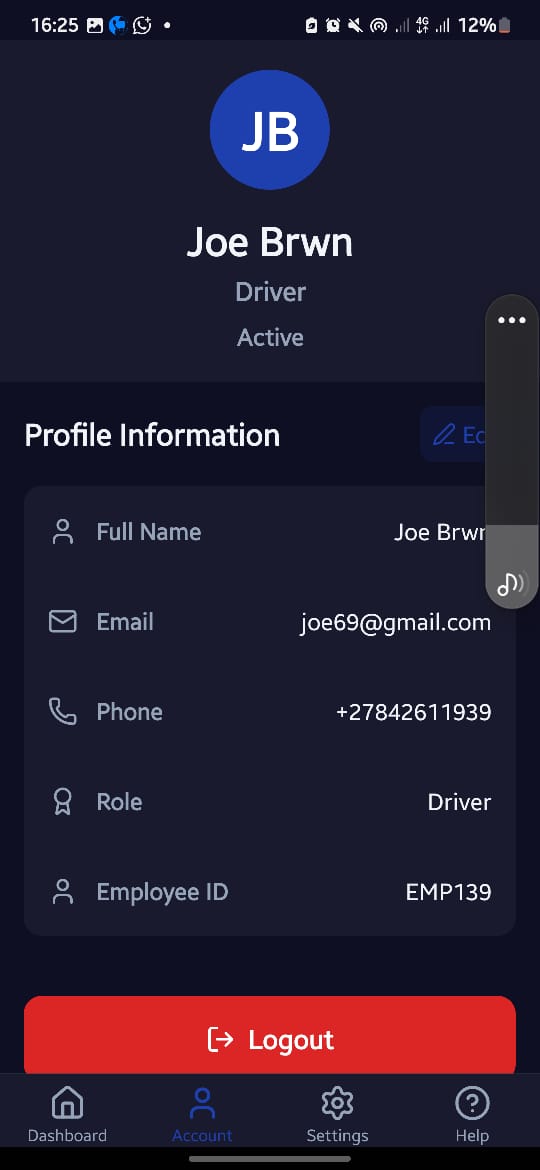 16:25
4G
12%
JB
Joe Brwn
Driver
Active
Profile Information
Full Name
Joe Brwn
Email
joe69@gmail.com
Phone
+27842611939
Role
Driver
Employee ID
EMP139
Logout
Dashboard
Account
Settings
Help